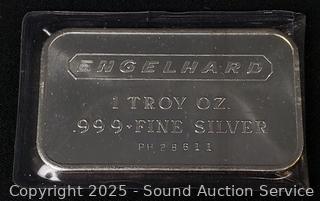 ENGELHARD
1 TROY OZ.
.999+FINE SILVER
PH28611
Copyright 2025 - Sound Auction Service